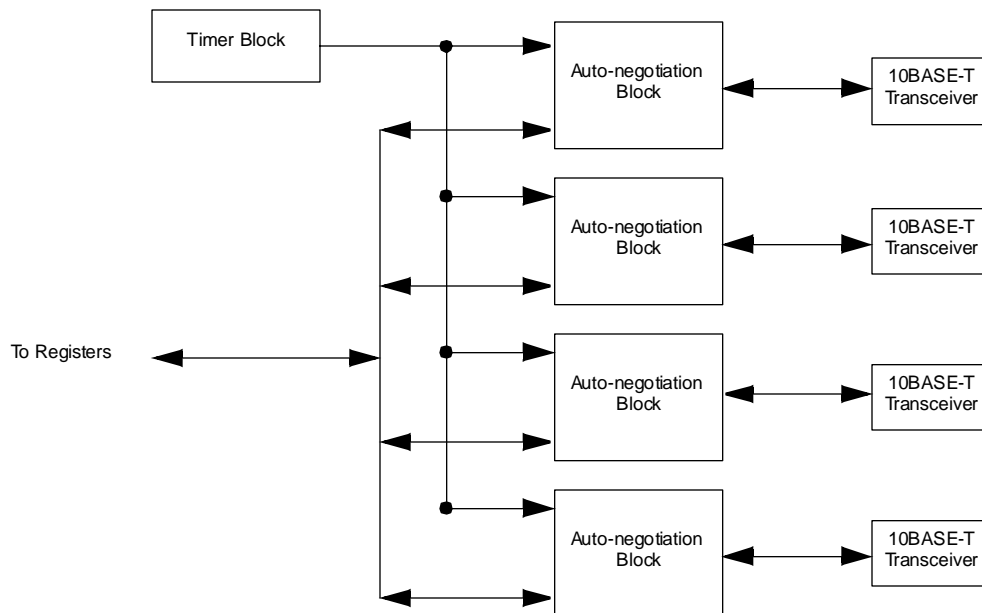 Timer Block
Auto-negotiation
Block
10BASE-T
Transceiver
Auto-negotiation
Block
10BASE-T
Transceiver
To Registers
Auto-negotiation
Block
10BASE-T
Transceiver
Auto-negotiation
Block
10BASE-T
Transceiver